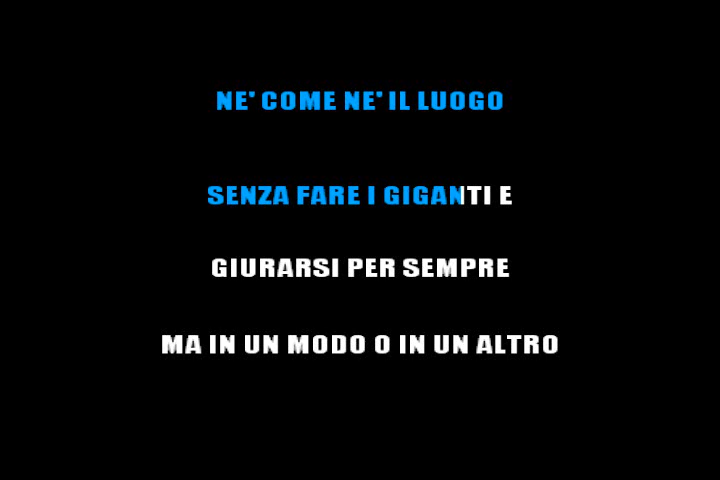 NE' COME NE' IL LUOGO
SENZA FARE I GIGANTI E
GIURARSI PER SEMPRE
MA IN UN MODO O IN UN ALTRO